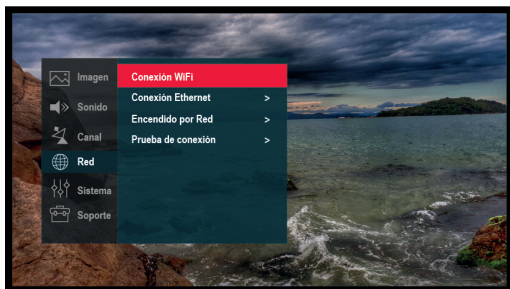 Imagen
Sonido
Canal
Red
Sistema
Soporte
Conexión WiFi
Conexión Ethernet >
Encendido por Red >
Prueba de conexión >